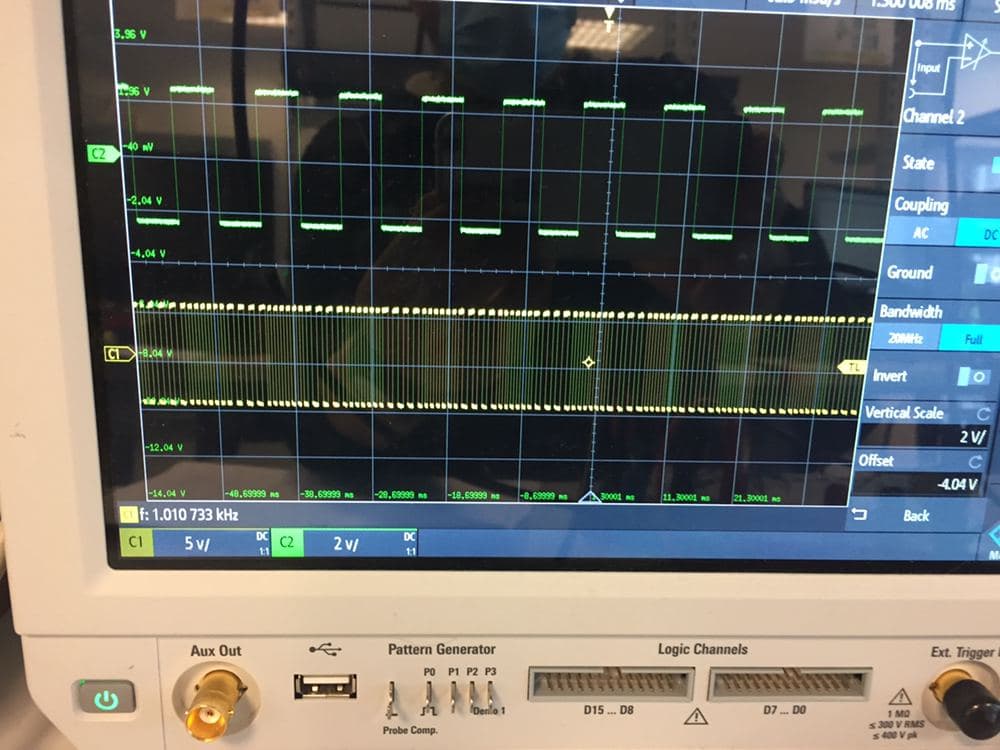 1.300 008 ms
T
3.96 V
1.96 V
Input
Channel 2
C2
-40 mV
State
-2.04 V
Coupling
AC DC
-4.04 V
Ground
Bandwidth
20MHz Full
C1
-8.04 V
TL
Invert
Vertical Scale
2 V/
-12.04 V
Offset
-4.04 V
-14.04 V -48.69999 ms -38.69999 ms -28.69999 ms -18.69999 ms -8.69999 ms 30001 ms 11.30001 ms 21.30001 ms
Back
C1 f: 1.010 733 kHz
C1 5 V/ DC 1:1 C2 2 V/ DC 1:1
Aux Out
Pattern Generator
P0 P1 P2 P3
Demo 1
Probe Comp.
Logic Channels
D15 ... D8
D7 ... D0
Ext. Trigger
1 MΩ
≤ 300 V RMS
≤ 400 V pk